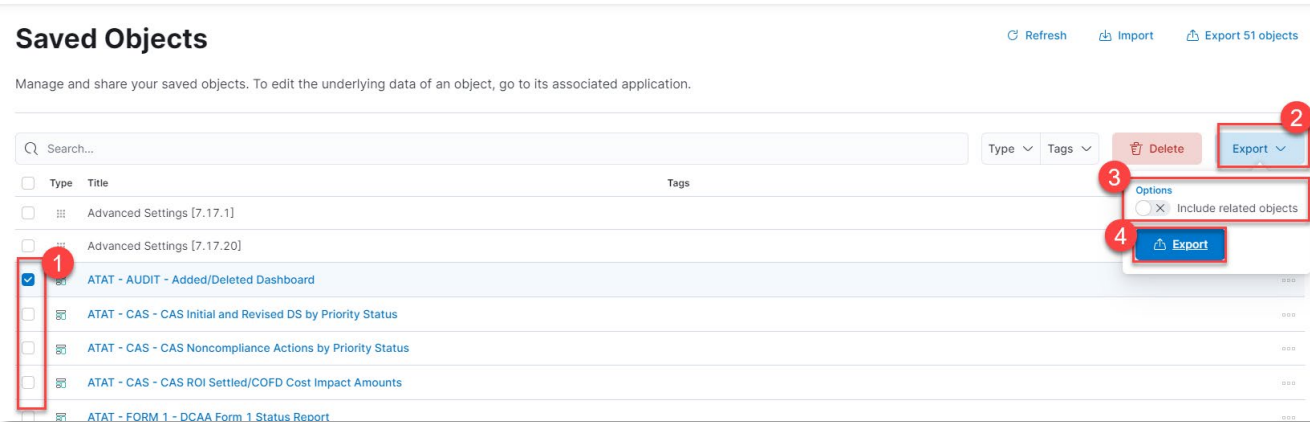 Saved Objects
Refresh Import Export 51 objects
Manage and share your saved objects. To edit the underlying data of an object, go to its associated application.
2
Search... Type Tags Delete Export
Type Title Tags
3
Options
Advanced Settings [7.17.1] Include related objects
4
Advanced Settings [7.17.20] Export
1
ATAT - AUDIT - Added/Deleted Dashboard
ATAT - CAS - CAS Initial and Revised DS by Priority Status
ATAT - CAS - CAS Noncompliance Actions by Priority Status
ATAT - CAS - CAS ROI Settled/COFD Cost Impact Amounts
ATAT - FORM 1 - DCAA Form 1 Status Report